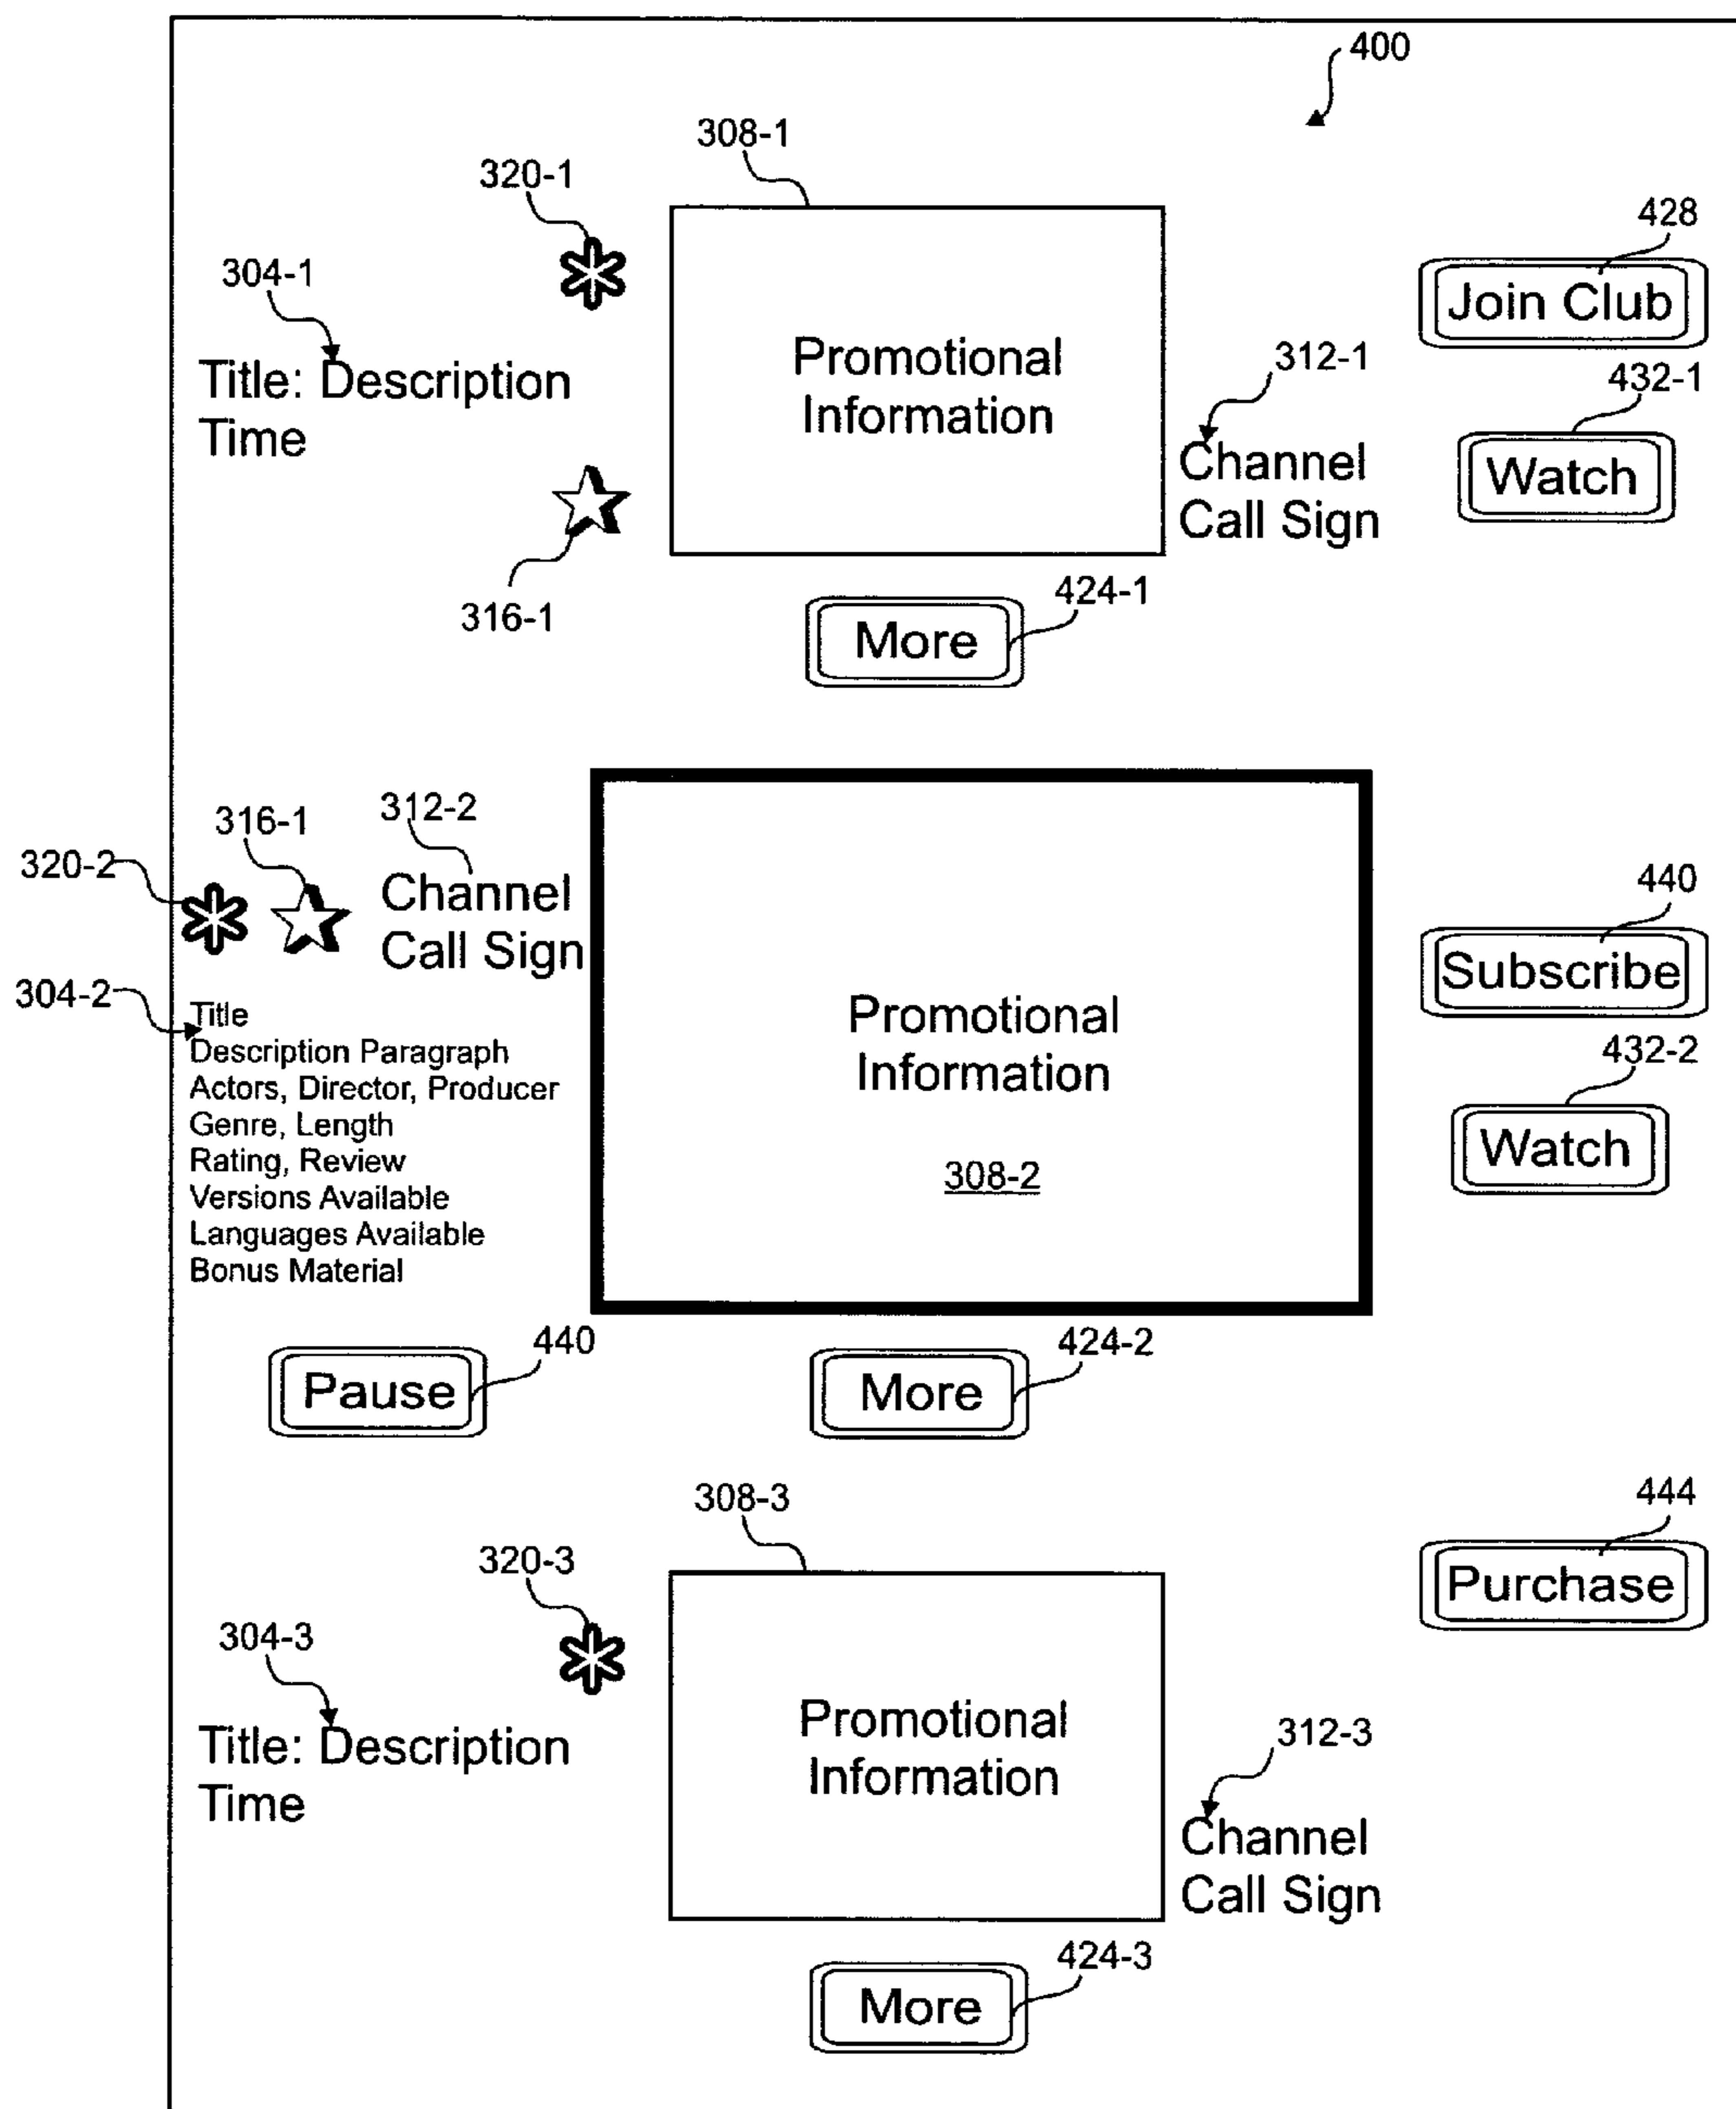 400
308-1
320-1
428
304-1
Join Club
Promotional
Information
312-1
432-1
Title: Description
Time
Channel
Call Sign
Watch
316-1
424-1
More
312-2
316-1
320-2
Channel
Call Sign
440
Subscribe
304-2
Title
Description Paragraph
Actors, Director, Producer
Genre, Length
Rating, Review
Versions Available
Languages Available
Bonus Material
Promotional
Information
308-2
432-2
Watch
440
Pause
424-2
More
308-3
444
320-3
Purchase
304-3
Title: Description
Time
Promotional
Information
312-3
Channel
Call Sign
424-3
More